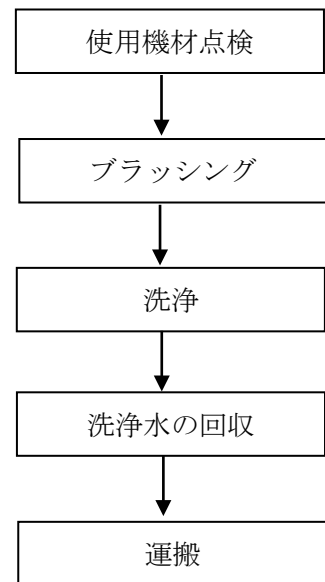 使用機材点検
ブラッシング
洗浄
洗浄水の回収
運搬